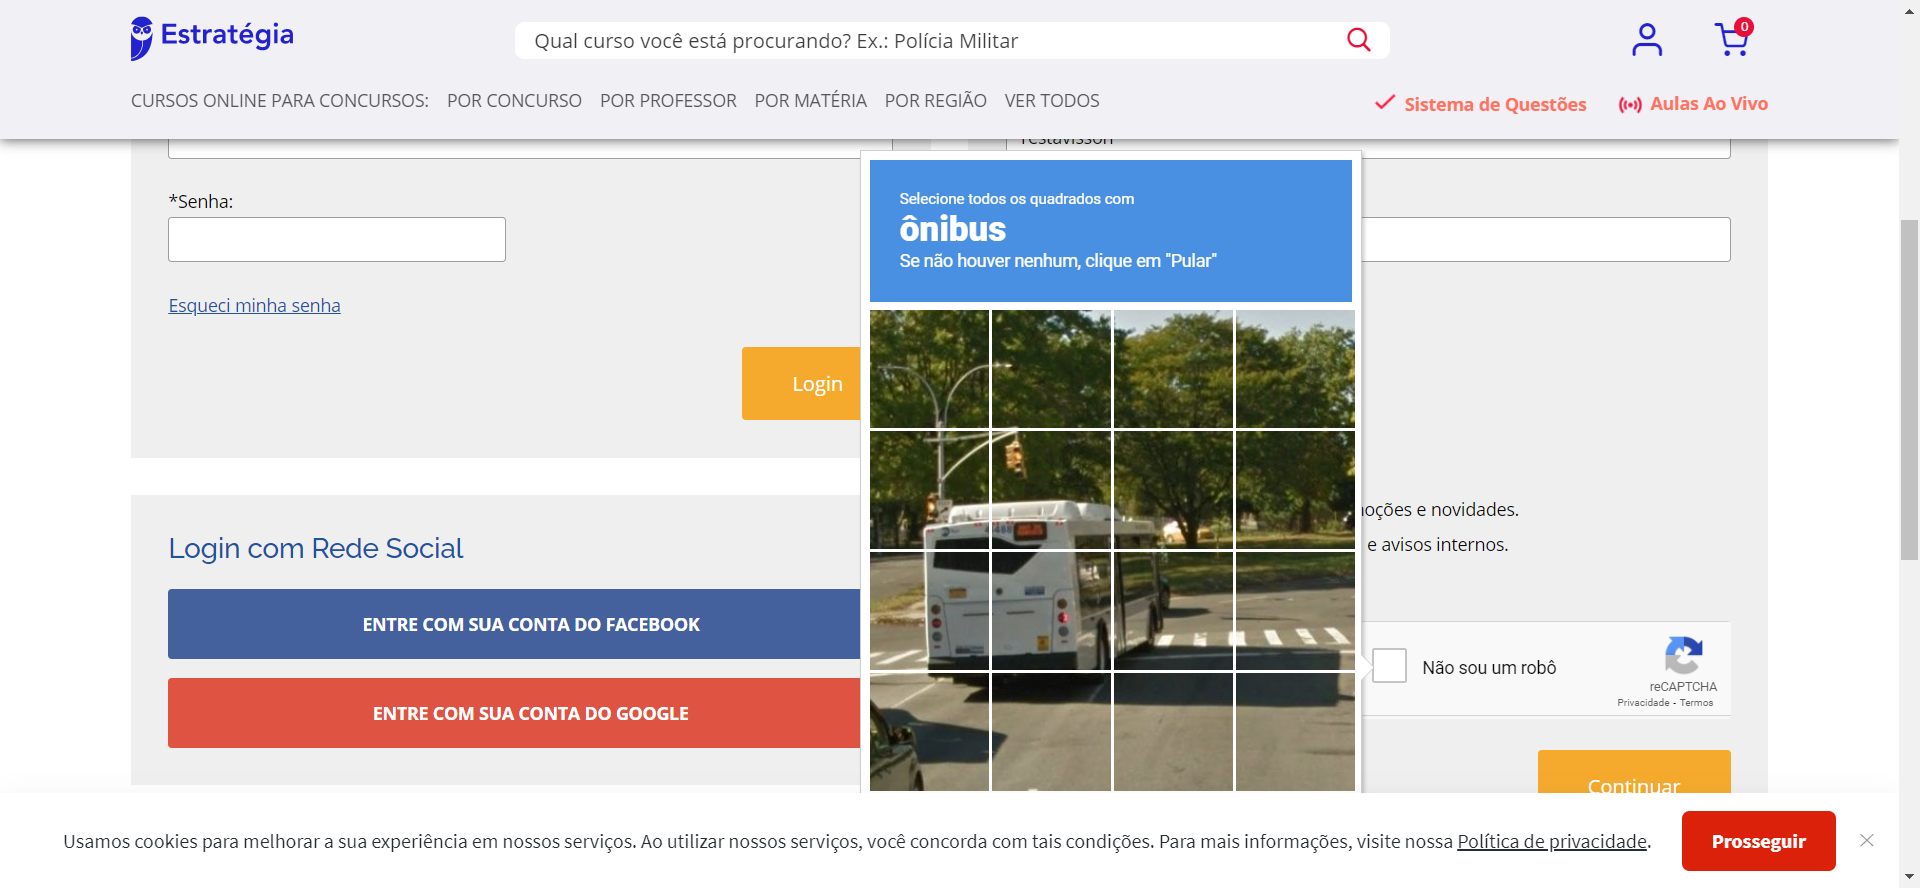 Estratégia
Qual curso você está procurando? Ex.: Polícia Militar
0
CURSOS ONLINE PARA CONCURSOS: POR CONCURSO POR PROFESSOR POR MATÉRIA POR REGIÃO VER TODOS
Sistema de Questões
Aulas Ao Vivo
*Senha:
Esqueci minha senha
Login
Login com Rede Social
ENTRE COM SUA CONTA DO FACEBOOK
ENTRE COM SUA CONTA DO GOOGLE
Selecione todos os quadrados com
ônibus
Se não houver nenhum, clique em "Pular"
e novidades.
e avisos internos.
Não sou um robô
reCAPTCHA
Privacidade - Termos
Continuar
Usamos cookies para melhorar a sua experiência em nossos serviços. Ao utilizar nossos serviços, você concorda com tais condições. Para mais informações, visite nossa Política de privacidade.
Prosseguir